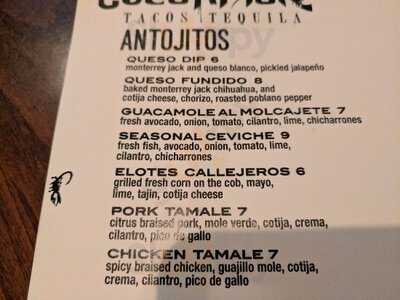 TACOS TEQUILA
ANTOJITOS
QUESO DIP 6
monterrey jack and queso blanco, pickled jalapeño
QUESO FUNDIDO 8
baked monterrey jack chihuahua, and
cotija cheese, chorizo, roasted poblano pepper
GUACAMOLE AL MOLCAJETE 7
fresh avocado, onion, tomato, cilantro, lime, chicharrones
SEASONAL CEVICHE 9
fresh fish, avocado, onion, tomato, lime,
cilantro, chicharrones
ELOTES CALLEJEROS 6
grilled fresh corn on the cob, mayo,
lime, tajin, cotija cheese
PORK TAMALE 7
citrus braised pork, mole verde, cotija, crema,
cilantro, pico de gallo
CHICKEN TAMALE 7
spicy braised chicken, guajillo mole, cotija,
crema, cilantro, pico de gallo